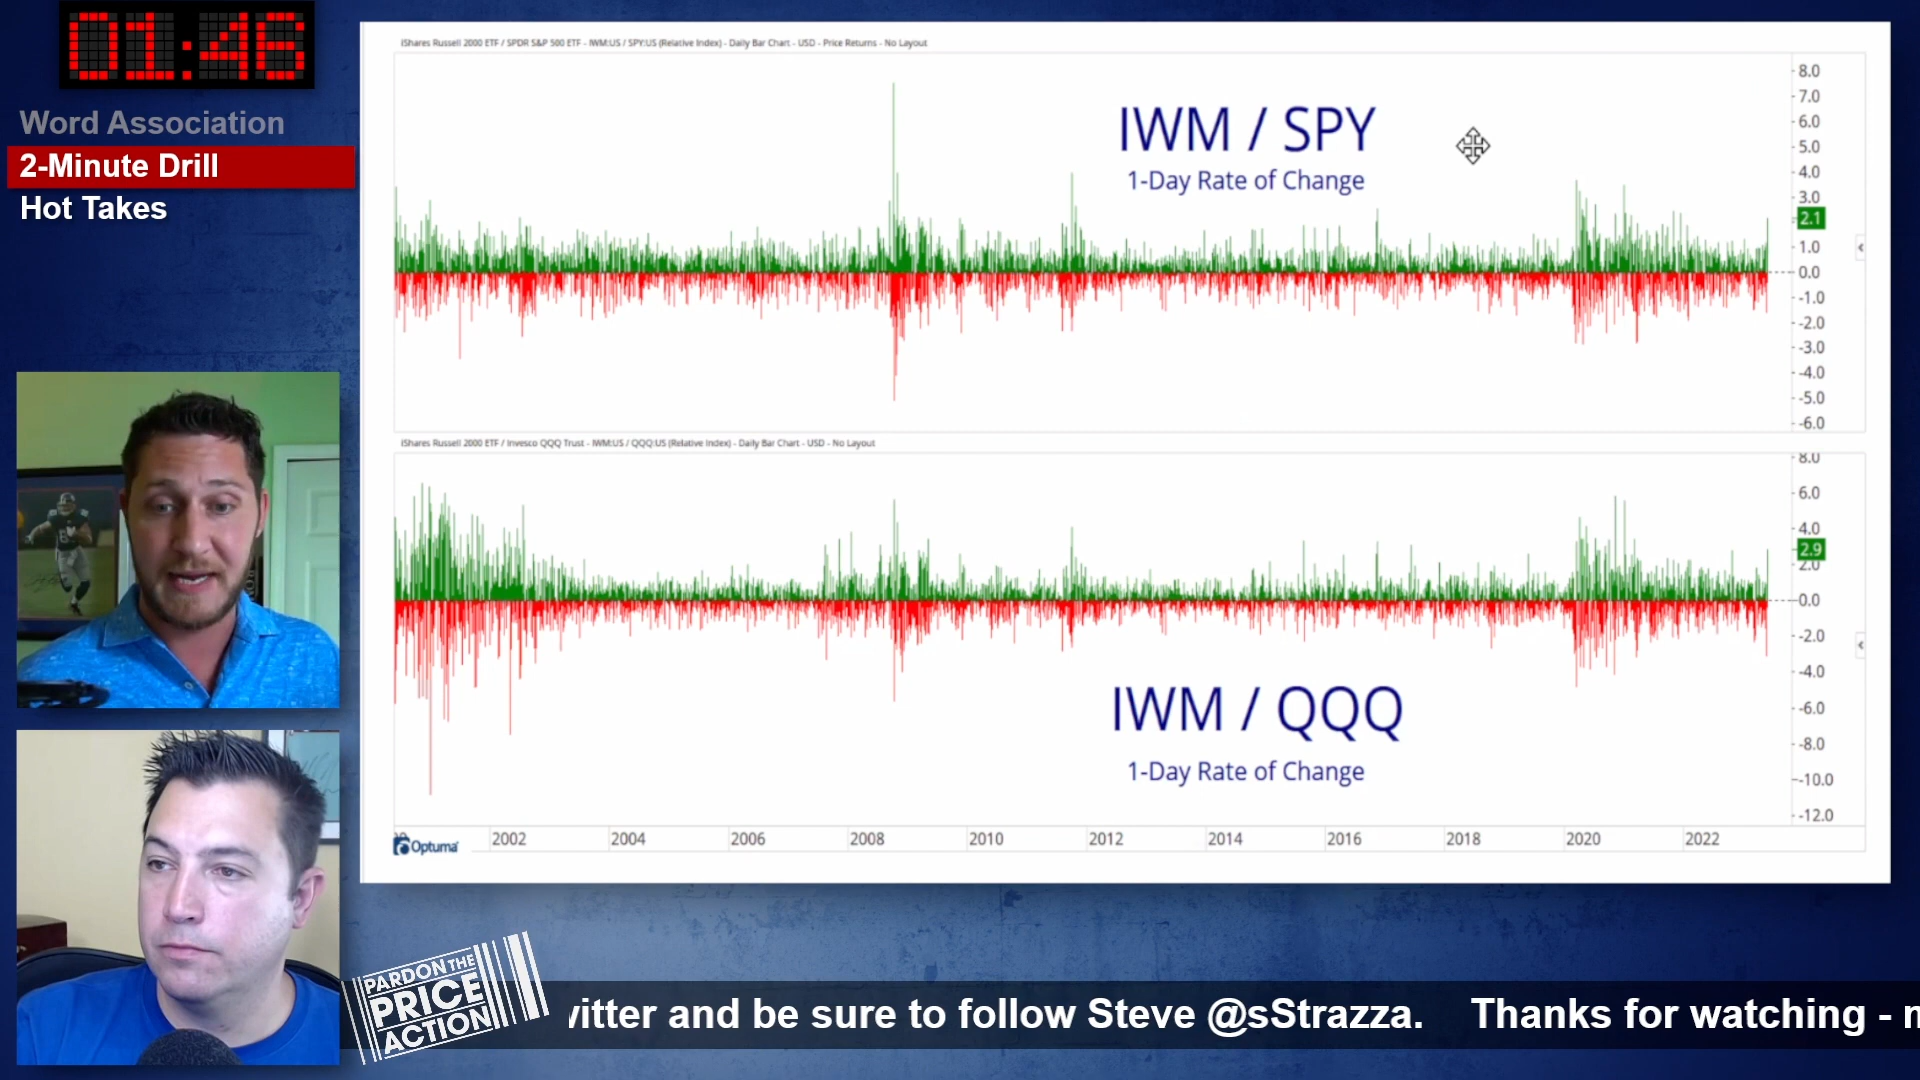 01:46
Word Association
2-Minute Drill
Hot Takes
iShares Russell 2000 ETF / SPDR S&P 500 ETF - IWM:US / SPY:US (Relative Index) - Daily Bar Chart - USD - Price Returns - No Layout
IWM / SPY
1-Day Rate of Change
8.0
7.0
6.0
5.0
4.0
3.0
2.1
1.0
0.0
-1.0
-2.0
-3.0
-4.0
-5.0
-6.0
iShares Russell 2000 ETF / Invesco QQQ Trust - IWM:US / QQQ:US (Relative Index) - Daily Bar Chart - USD - No Layout
8.0
6.0
4.0
2.9
2.0
0.0
-2.0
-4.0
-6.0
-8.0
-10.0
-12.0
IWM / QQQ
1-Day Rate of Change
Optuma
2002 2004 2006 2008 2010 2012 2014 2016 2018 2020 2022
PARDON THE
PRICE
ACTION
witter and be sure to follow Steve @sStrazza. Thanks for watching -